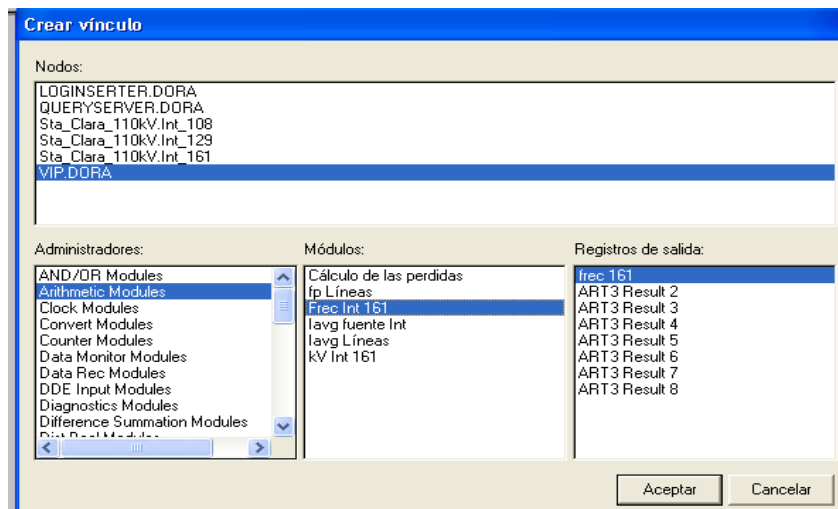 Crear vínculo
Nodos:
LOGINSERTER.DORA
QUERYSERVER.DORA
Sta_Clara_110kV.Int_108
Sta_Clara_110kV.Int_129
Sta_Clara_110kV.Int_161
VIP.DORA
Administradores:
AND/OR Modules
Arithmetic Modules
Clock Modules
Convert Modules
Counter Modules
Data Monitor Modules
Data Rec Modules
DDE Input Modules
Diagnostics Modules
Difference Summation Modules
Módulos:
Cálculo de las perdidas
fp Líneas
Frec Int 161
Iavg fuente Int
Iavg Líneas
kV Int 161
Registros de salida:
frec 161
ART3 Result 2
ART3 Result 3
ART3 Result 4
ART3 Result 5
ART3 Result 6
ART3 Result 7
ART3 Result 8
Aceptar
Cancelar